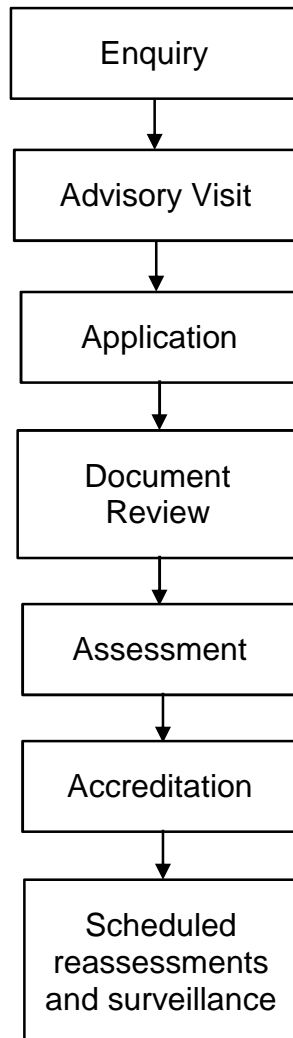 Enquiry
Advisory Visit
Application
Document
Review
Assessment
Accreditation
Scheduled
reassessments
and surveillance